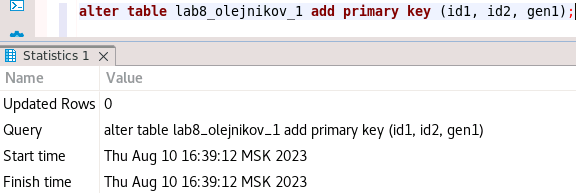 alter table lab8_olejnikov_1 add primary key (id1, id2, gen1);
Statistics 1
Name Value
Updated Rows 0
Query alter table lab8_olejnikov_1 add primary key (id1, id2, gen1)
Start time Thu Aug 10 16:39:12 MSK 2023
Finish time Thu Aug 10 16:39:12 MSK 2023